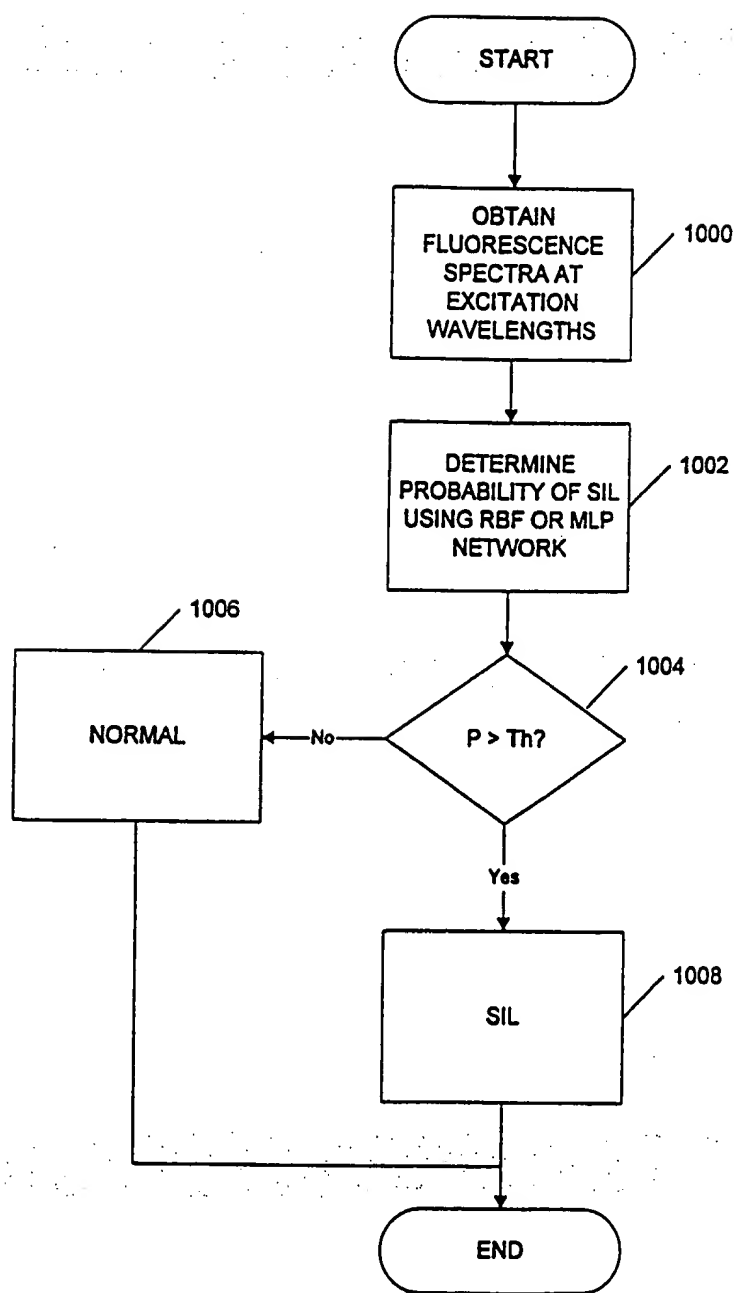 START
OBTAIN
FLUORESCENCE
SPECTRA AT
EXCITATION
WAVELENGTHS
1000
DETERMINE
PROBABILITY OF SIL
USING RBF OR MLP
NETWORK
1002
1006
NORMAL
No
P > Th?
1004
Yes
SIL
1008
END